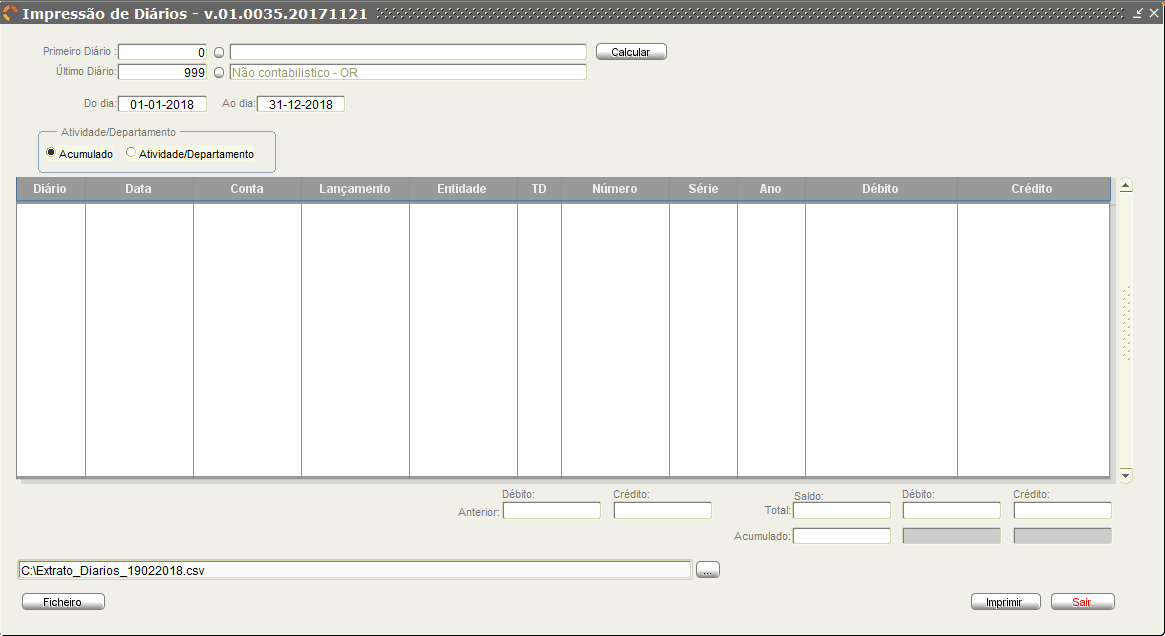 Impressão de Diários - v.01.0035.20171121
Primeiro Diário : 0 Calcular
Último Diário: 999 Não contabilistico - OR
Do dia: 01-01-2018 Ao dia: 31-12-2018
Atividade/Departamento
Acumulado Atividade/Departamento
Diário Data Conta Lançamento Entidade TD Número Série Ano Débito Crédito
Débito: Crédito: Saldo: Débito: Crédito:
Anterior: Total:
Acumulado:
C:\Extrato_Diarios_19022018.csv ...
Ficheiro Imprimir Sair